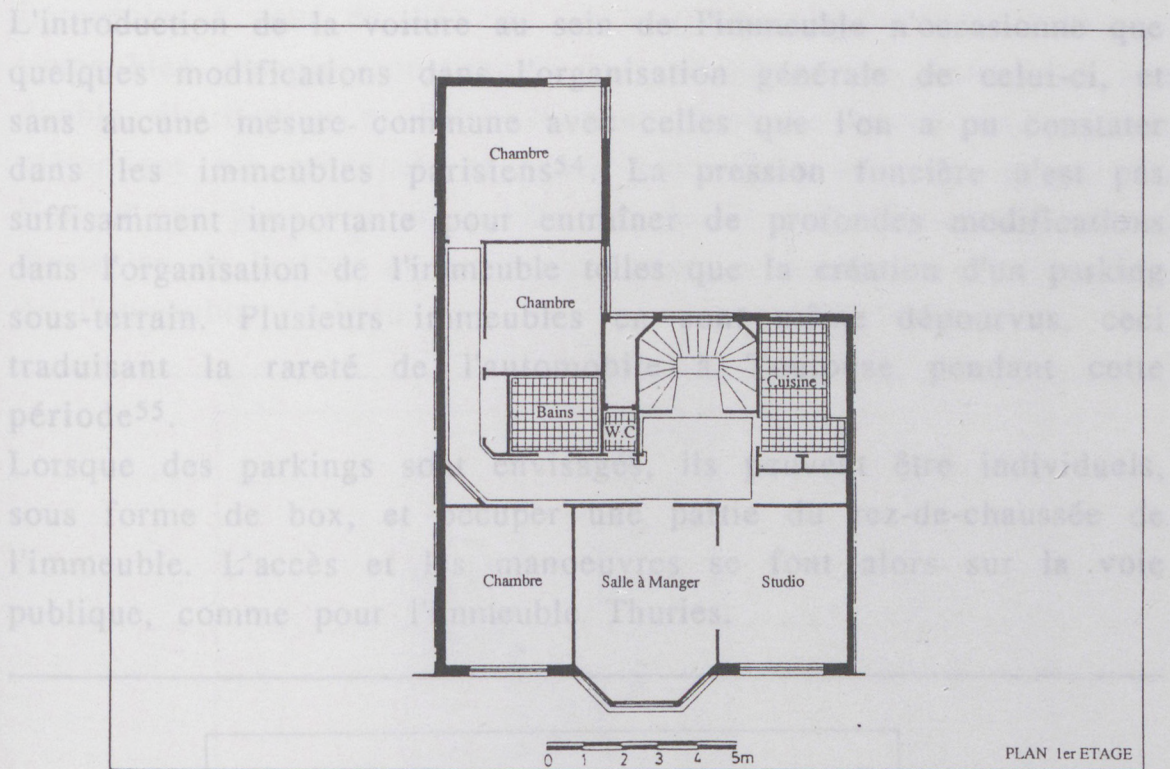 L'introduction de la voiture au sein de l'immeuble n'occasionne que
quelques modifications dans l'organisation générale de celui-ci, et
sans aucune mesure commune avec celles que l'on a pu constater
dans les immeubles parisiens54. La pression foncière n'est pas
suffisamment importante pour entraîner de profondes modifications
dans l'organisation de l'immeuble telles que la création d'un parking
sous-terrain. Plusieurs immeubles en sont même dépourvus, ceci
traduisant la rareté de l'automobile à pendant cette
période55.
Lorsque des parkings sont envisagés, ils peuvent être individuels,
sous forme de box, et occuper une partie du rez-de-chaussée de
l'immeuble. L'accès et les manoeuvres se font alors sur la voie
publique, comme pour l'immeuble Thuries.
Chambre
Chambre
Cuisine
Bains
W.C
Chambre Salle à Manger Studio
0 1 2 3 4 5m
PLAN 1er ETAGE